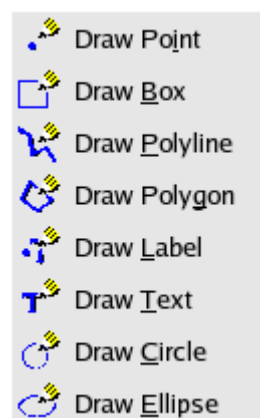 Draw Point
Draw Box
Draw Polyline
Draw Polygon
Draw Label
Draw Text
Draw Circle
Draw Ellipse